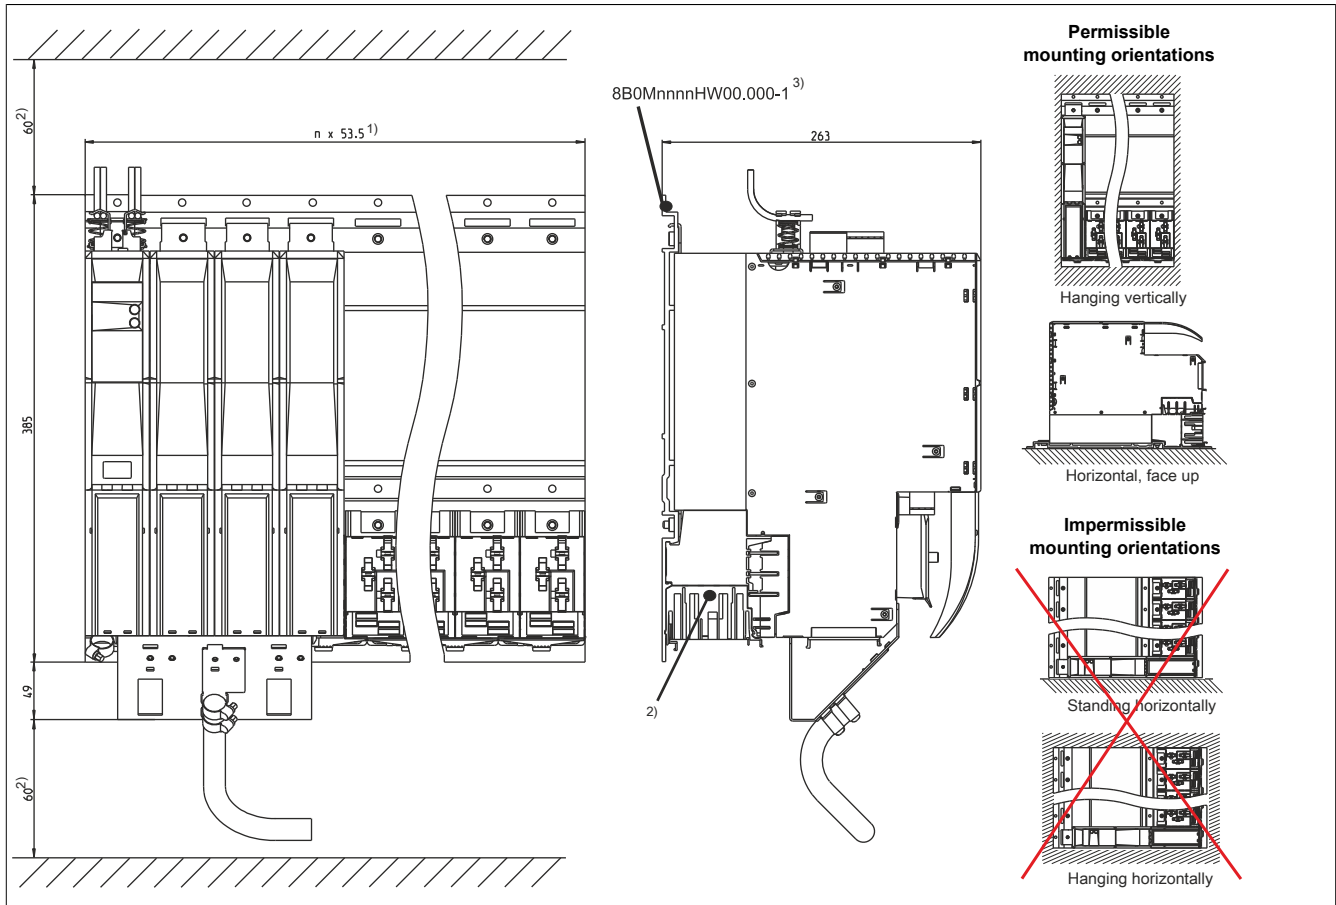 60 2)
n x 53.5 1)
385
49
60 2)
8B0MnnnnHW00.000-1 3)
263
2)
Permissible
mounting orientations
Hanging vertically
Horizontal, face up
Impermissible
mounting orientations
Standing horizontally
Hanging horizontally